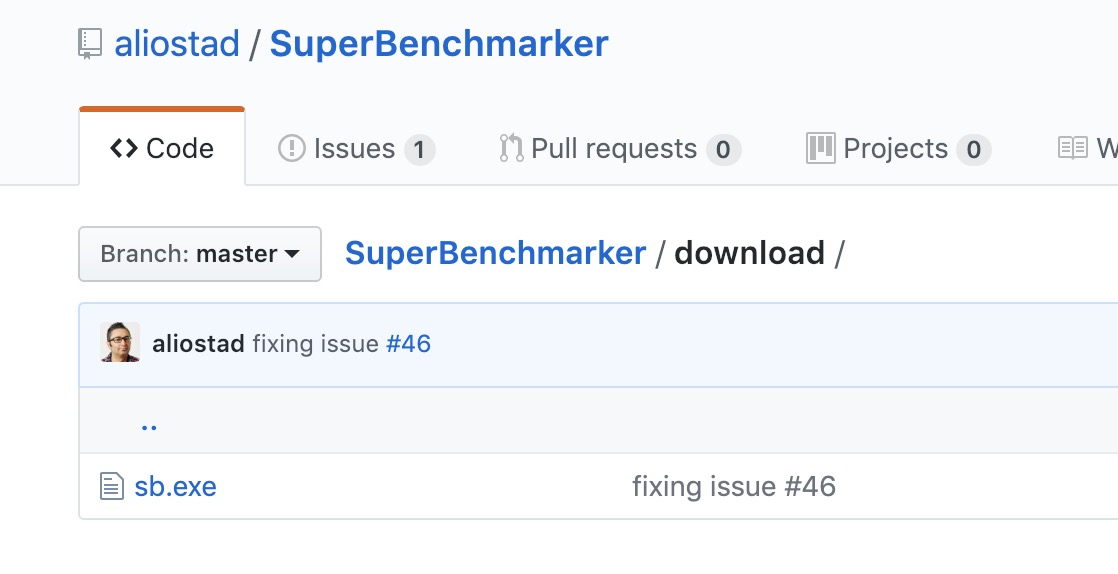 aliostad / SuperBenchmarker
Code Issues 1 Pull requests 0 Projects 0
Branch: master SuperBenchmarker / download /
aliostad fixing issue #46
..
sb.exe fixing issue #46